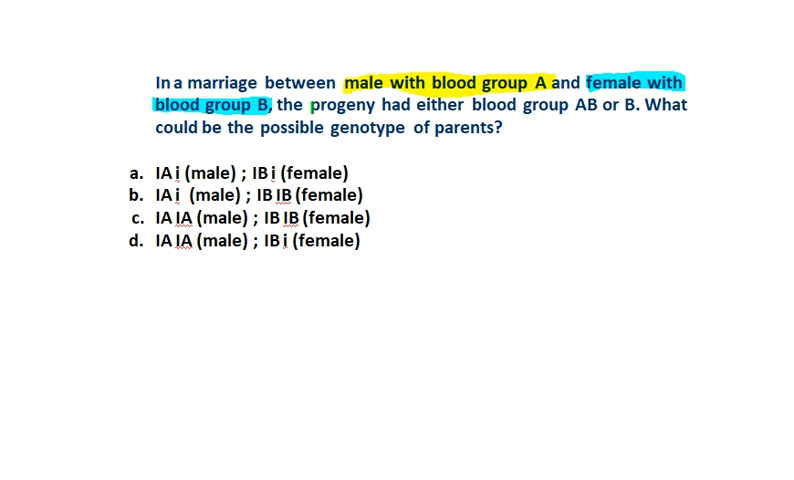 In a marriage between male with blood group A and female with
blood group B, the progeny had either blood group AB or B. What
could be the possible genotype of parents?
a. IA i (male) ; IB i (female)
b. IA i (male) ; IB IB (female)
c. IA IA (male) ; IB IB (female)
d. IA IA (male) ; IB i (female)